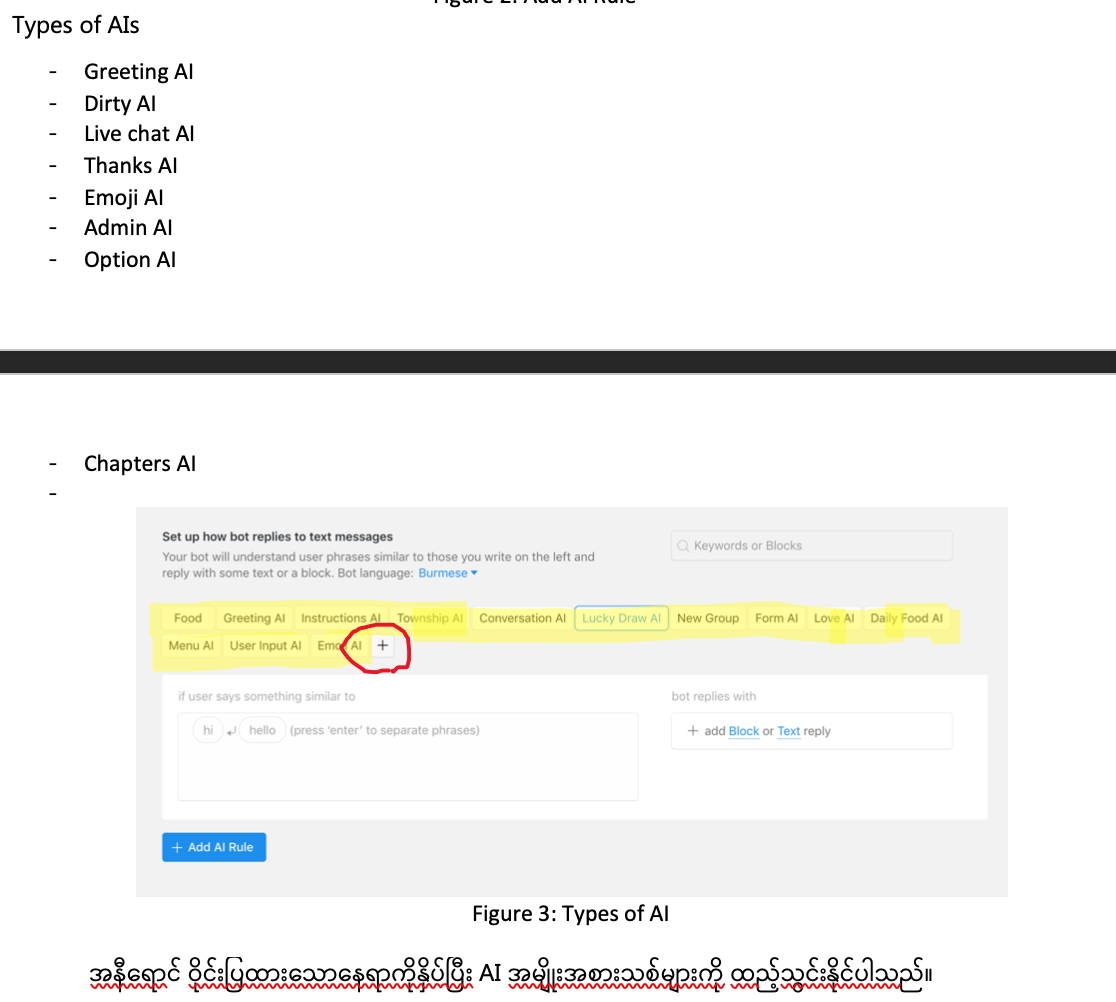 Figure 2: Add AI Rule
Types of AIs
- Greeting AI
- Dirty AI
- Live chat AI
- Thanks AI
- Emoji AI
- Admin AI
- Option AI
- Chapters AI
-
Set up how bot replies to text messages
Your bot will understand user phrases similar to those you write on the left and
reply with some text or a block. Bot language: Burmese
Keywords or Blocks
Food Greeting AI Instructions AI Township AI Conversation AI Lucky Draw AI New Group Form AI Love AI Daily Food AI
Menu AI User Input AI Emoji AI +
if user says something similar to
bot replies with
hi ↵ hello (press 'enter' to separate phrases)
+ add Block or Text reply
+ Add AI Rule
Figure 3: Types of AI
အနီရောင် ဝိုင်းပြထားသောနေရာကိုနှိပ်ပြီး AI အမျိုးအစားသစ်များကို ထည့်သွင်းနိုင်ပါသည်။